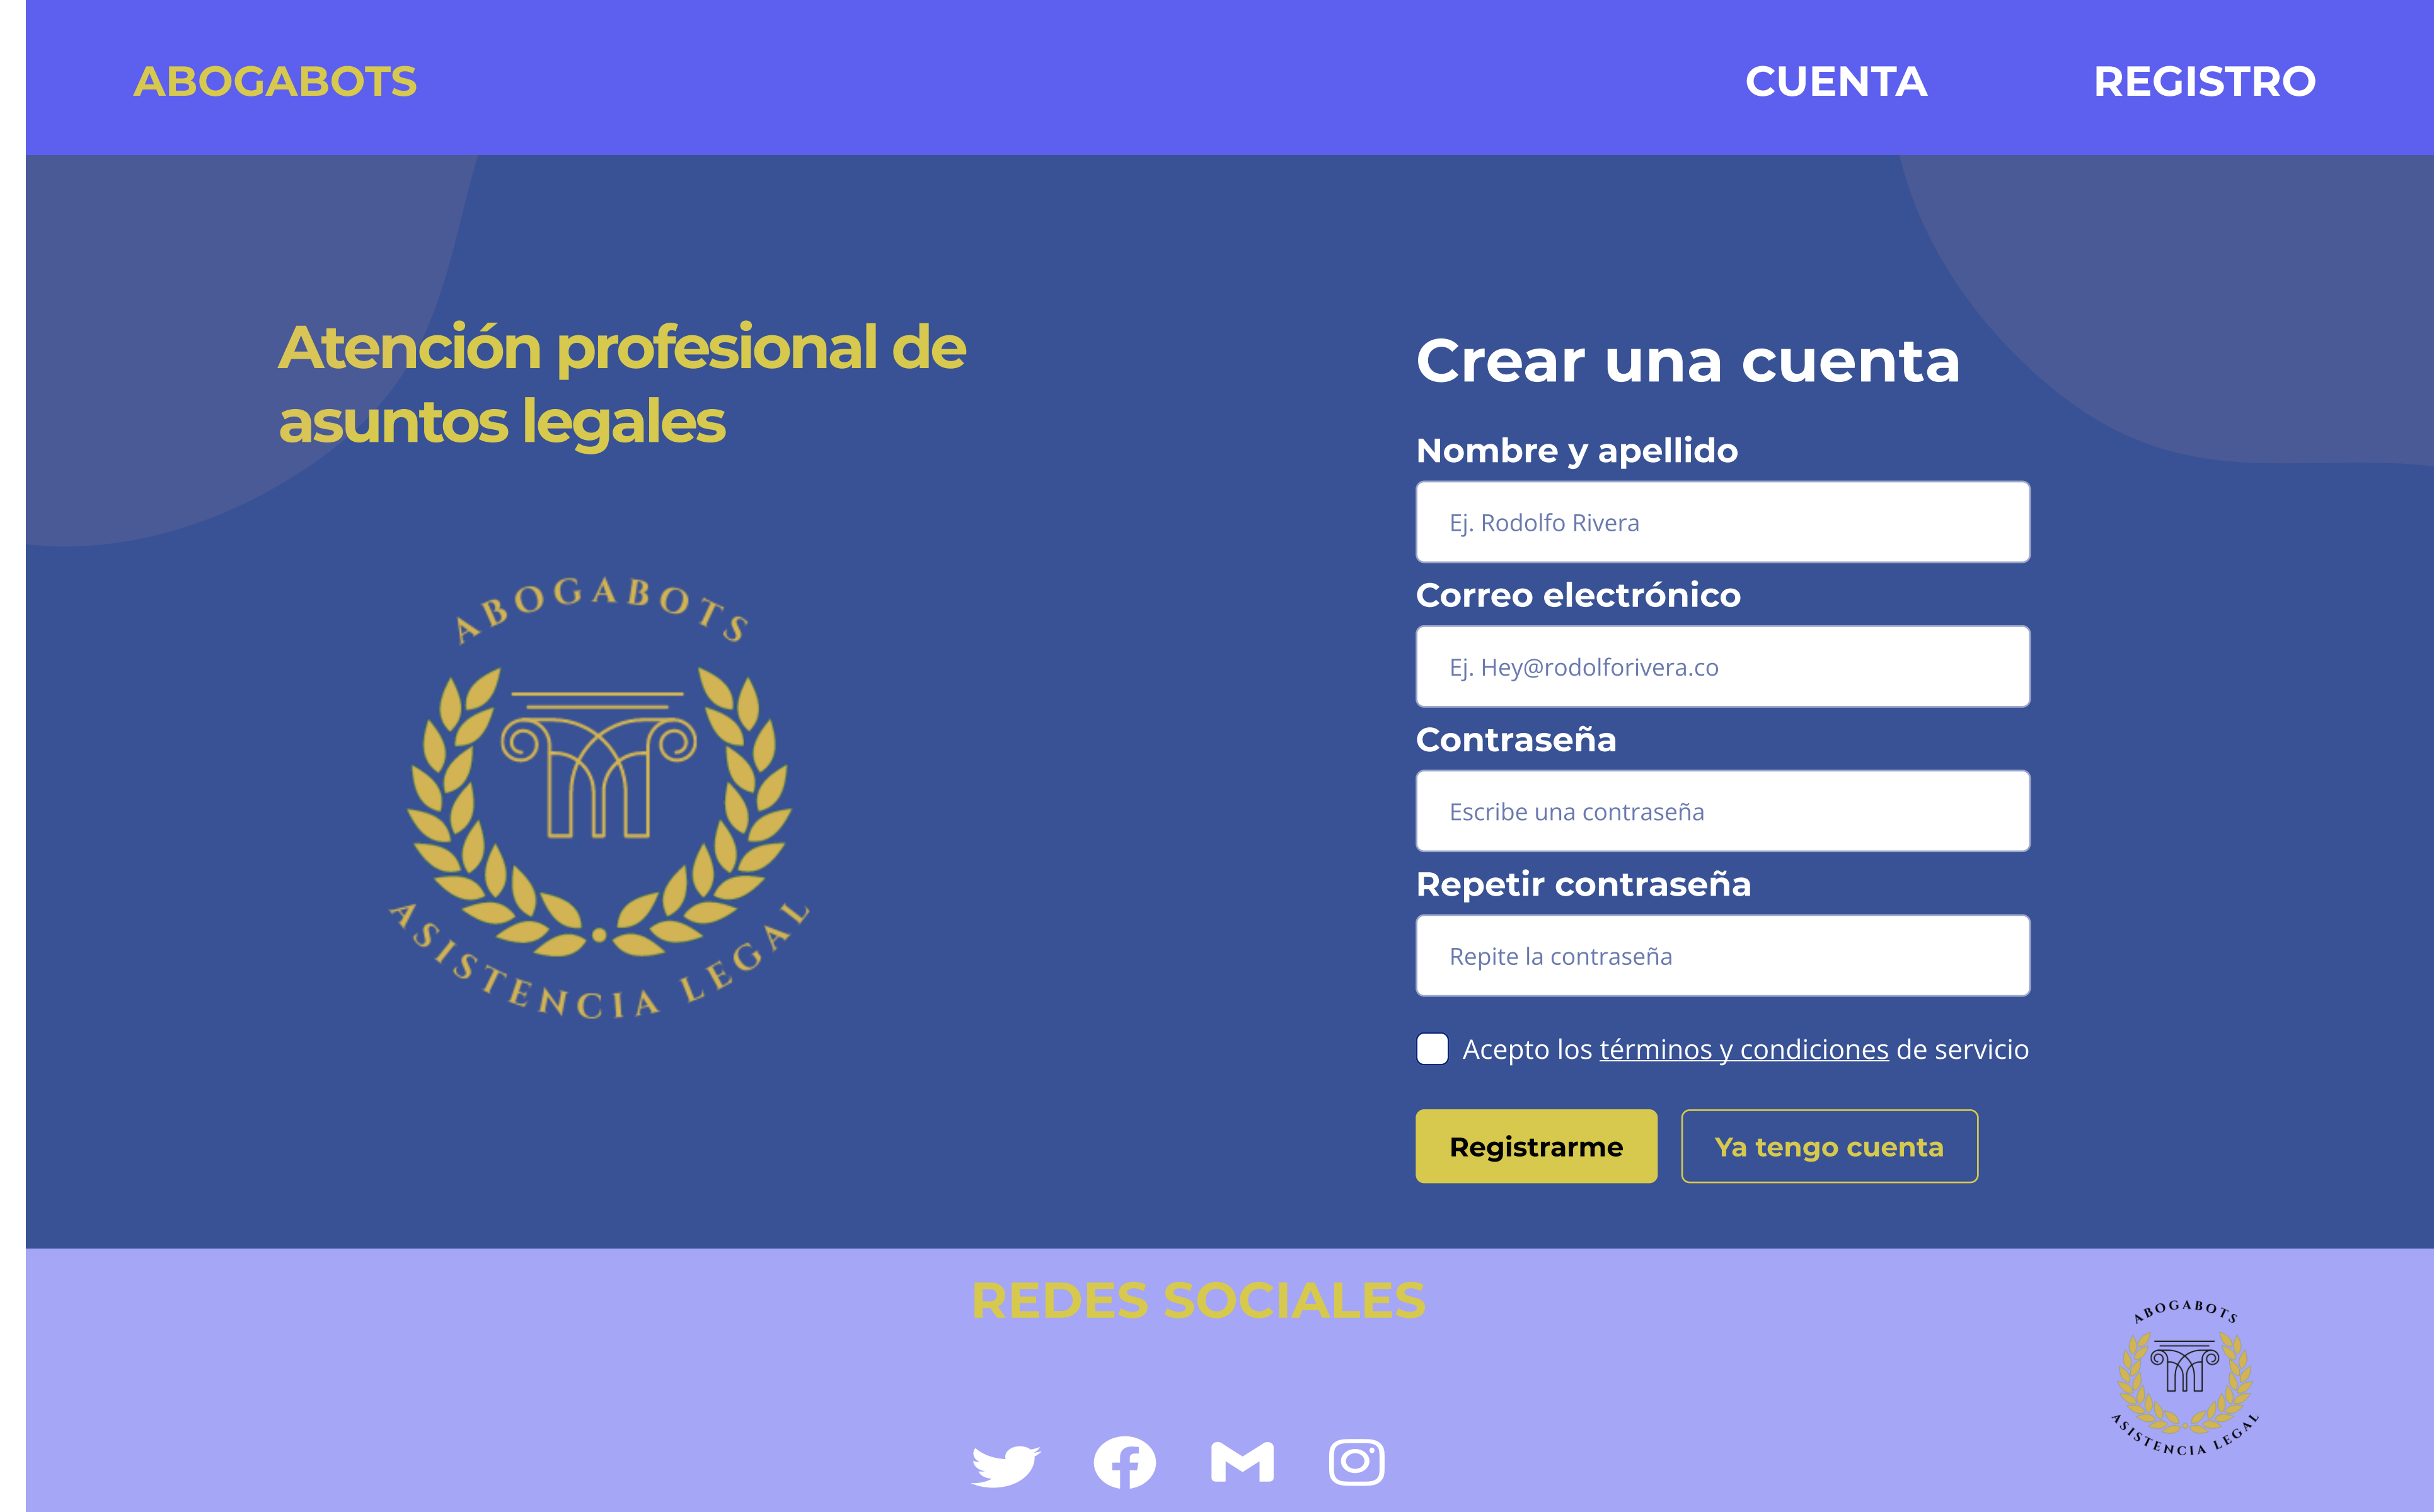 ABOGABOTS
CUENTA
REGISTRO
Atención profesional de
asuntos legales
ABOGABOTS
ASISTENCIA LEGAL
Crear una cuenta
Nombre y apellido
Ej. Rodolfo Rivera
Correo electrónico
Ej. Hey@rodolforivera.co
Contraseña
Escribe una contraseña
Repetir contraseña
Repite la contraseña
Acepto los términos y condiciones de servicio
Registrarme
Ya tengo cuenta
REDES SOCIALES
ABOGABOTS
ASISTENCIA LEGAL